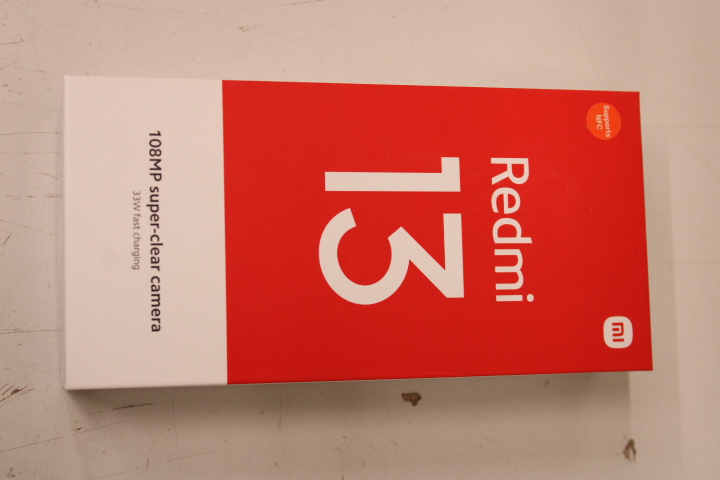 Supports
NFC
mi
Redmi
13
108MP super-clear camera
33W fast charging